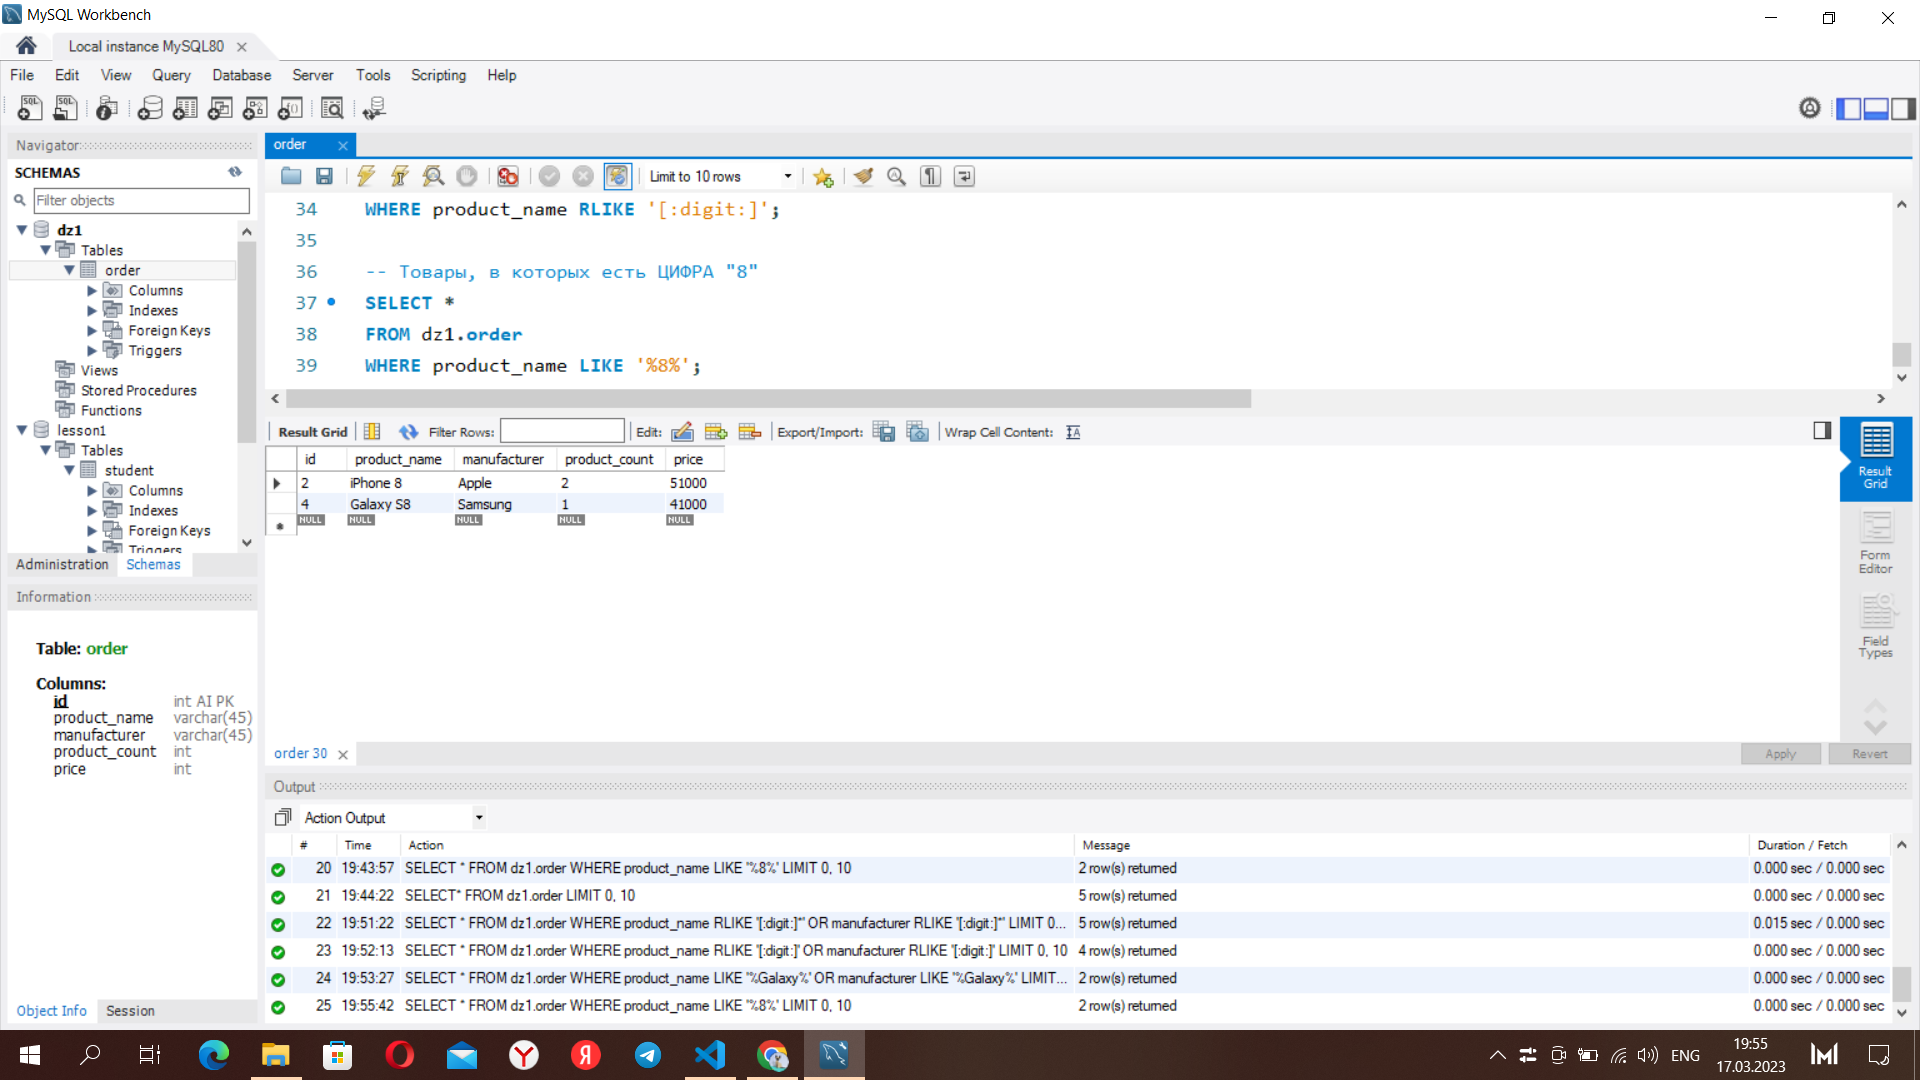 MySQL Workbench
Local instance MySQL80
File Edit View Query Database Server Tools Scripting Help
Navigator
SCHEMAS
Filter objects
dz1
Tables
order
Columns
Indexes
Foreign Keys
Triggers
Views
Stored Procedures
Functions
lesson1
Tables
student
Columns
Indexes
Foreign Keys
Triggers
Administration Schemas
Information
Table: order
Columns:
id int AI PK
product_name varchar(45)
manufacturer varchar(45)
product_count int
price int
Object Info Session
order
Limit to 10 rows
34 WHERE product_name RLIKE '[:digit:]';
35
36 -- Товары, в которых есть ЦИФРА "8"
37 SELECT *
38 FROM dz1.order
39 WHERE product_name LIKE '%8%';
Result Grid Filter Rows: Edit: Export/Import: Wrap Cell Content:
id product_name manufacturer product_count price
2 iPhone 8 Apple 2 51000
4 Galaxy S8 Samsung 1 41000
NULL NULL NULL NULL NULL
Result Grid
Form Editor
Field Types
order 30
Apply Revert
Output
Action Output
# Time Action Message Duration / Fetch
20 19:43:57 SELECT * FROM dz1.order WHERE product_name LIKE '%8%' LIMIT 0, 10 2 row(s) returned 0.000 sec / 0.000 sec
21 19:44:22 SELECT* FROM dz1.order LIMIT 0, 10 5 row(s) returned 0.000 sec / 0.000 sec
22 19:51:22 SELECT * FROM dz1.order WHERE product_name RLIKE '[:digit:]*' OR manufacturer RLIKE '[:digit:]*' LIMIT 0... 5 row(s) returned 0.015 sec / 0.000 sec
23 19:52:13 SELECT * FROM dz1.order WHERE product_name RLIKE '[:digit:]' OR manufacturer RLIKE '[:digit:]' LIMIT 0, 10 4 row(s) returned 0.000 sec / 0.000 sec
24 19:53:27 SELECT * FROM dz1.order WHERE product_name LIKE '%Galaxy%' OR manufacturer LIKE '%Galaxy%' LIMIT... 2 row(s) returned 0.000 sec / 0.000 sec
25 19:55:42 SELECT * FROM dz1.order WHERE product_name LIKE '%8%' LIMIT 0, 10 2 row(s) returned 0.000 sec / 0.000 sec
ENG
19:55
17.03.2023